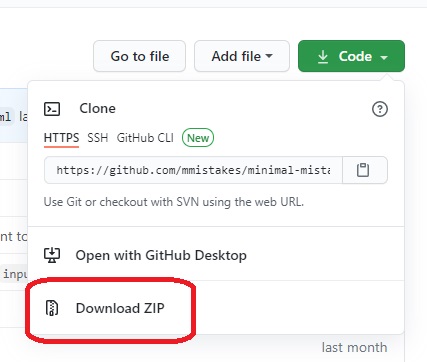 Go to file
Add file
Code
ml la
Clone
HTTPS SSH GitHub CLI New
https://github.com/mmistakes/minimal-mista
Use Git or checkout with SVN using the web URL.
nt to
Open with GitHub Desktop
inpu
Download ZIP
last month